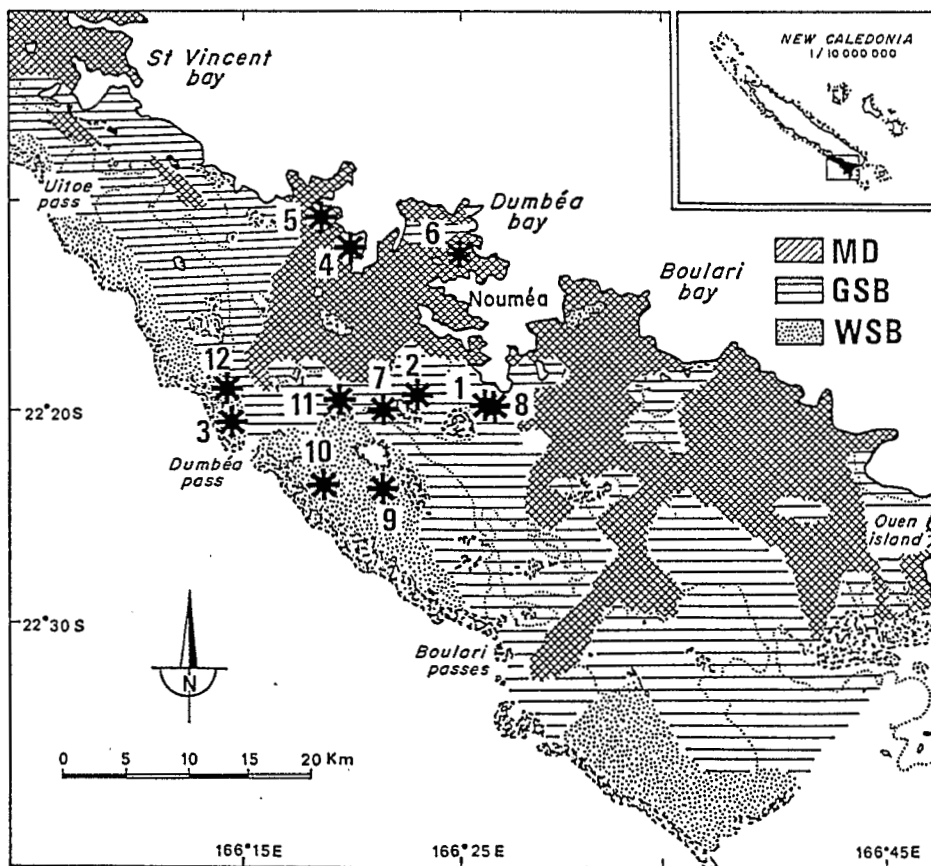 St Vincent
bay
NEW CALEDONIA
1/10 000 000
Uitoe
pass
5
4
6
Dumbéa
bay
Nouméa
Boulari
bay
MD
GSB
WSB
12
3
11
7
2
1
8
22°20 S
Dumbéa
pass
10
9
Ouen
island
22°30 S
Boulari
passes
N
0 5 10 15 20 Km
166°15E
166°25E
166°45E